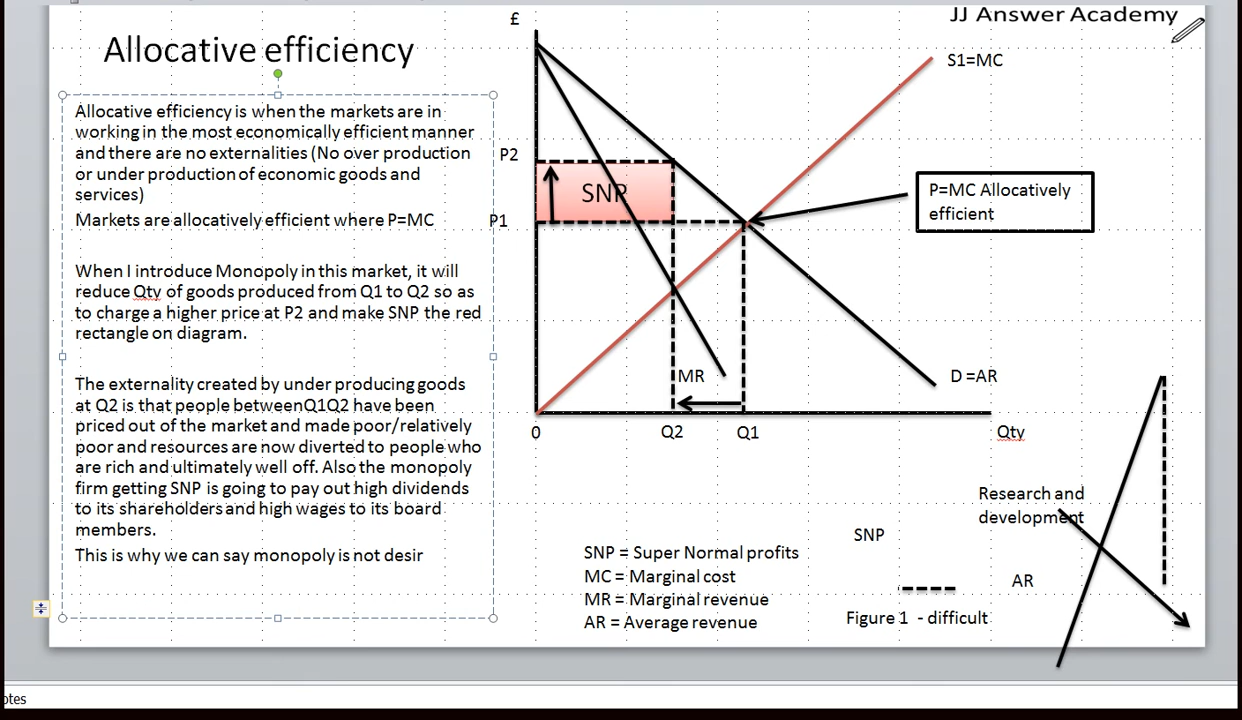 JJ Answer Academy
Allocative efficiency
Allocative efficiency is when the markets are in
working in the most economically efficient manner
and there are no externalities (No over production
or under production of economic goods and
services)
Markets are allocatively efficient where P=MC
When I introduce Monopoly in this market, it will
reduce Qty of goods produced from Q1 to Q2 so as
to charge a higher price at P2 and make SNP the red
rectangle on diagram.
The externality created by under producing goods
at Q2 is that people betweenQ1Q2 have been
priced out of the market and made poor/relatively
poor and resources are now diverted to people who
are rich and ultimately well off. Also the monopoly
firm getting SNP is going to pay out high dividends
to its shareholders and high wages to its board
members.
This is why we can say monopoly is not desir
£
S1=MC
P2
SNP
P=MC Allocatively
efficient
P1
MR
D =AR
0
Q2
Q1
Qty
Research and
development
SNP
SNP = Super Normal profits
MC = Marginal cost
MR = Marginal revenue
AR = Average revenue
AR
Figure 1 - difficult
otes